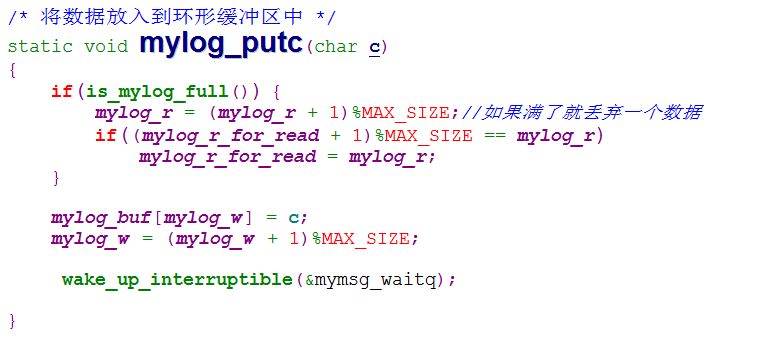 /* 将数据放入到环形缓冲区中 */
static void mylog_putc(char c)
{
    if(is_mylog_full()) {
        mylog_r = (mylog_r + 1)%MAX_SIZE;//如果满了就丢弃一个数据
        if((mylog_r_for_read + 1)%MAX_SIZE == mylog_r)
            mylog_r_for_read = mylog_r;
    }
    mylog_buf[mylog_w] = c;
    mylog_w = (mylog_w + 1)%MAX_SIZE;
     wake_up_interruptible(&mymsg_waitq);
}